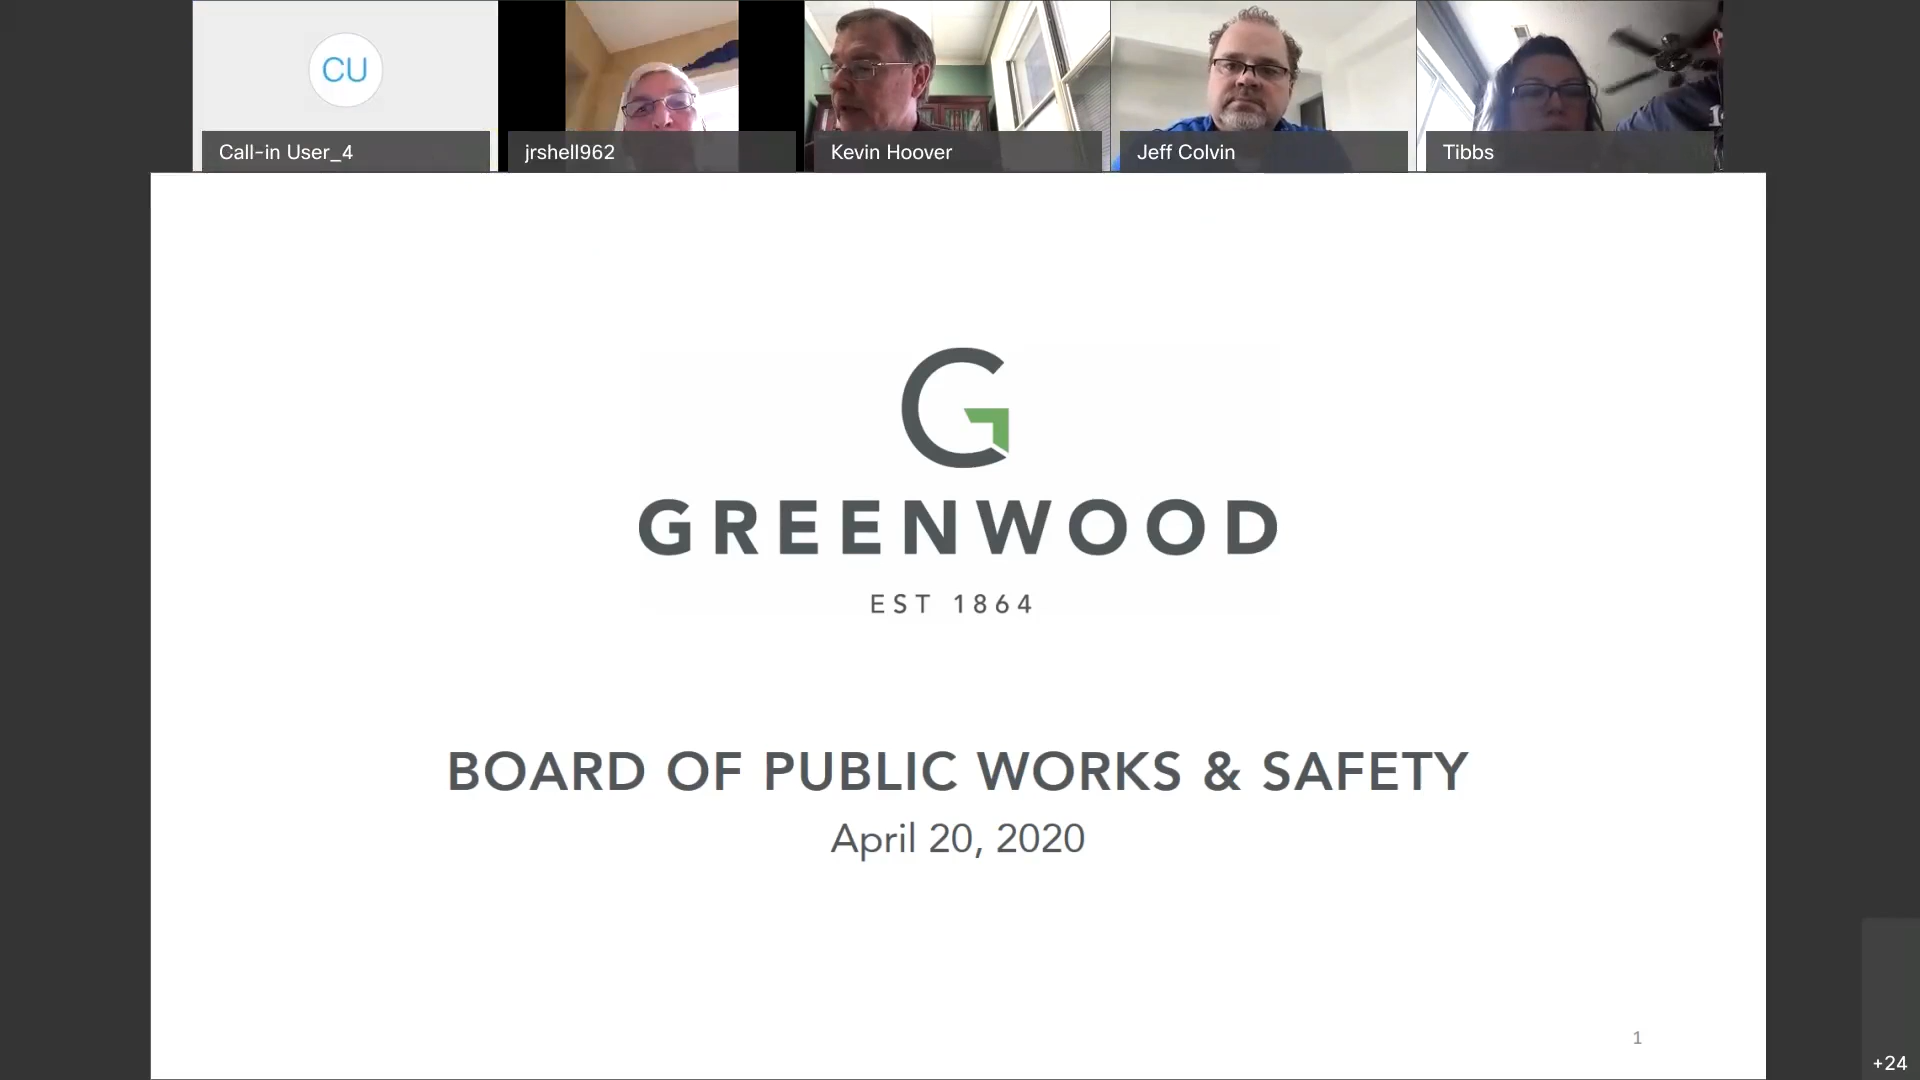 CU
Call-in User_4
jrshell962
Kevin Hoover
Jeff Colvin
Tibbs
G
GREENWOOD
EST 1864
BOARD OF PUBLIC WORKS & SAFETY
April 20, 2020
1
+24